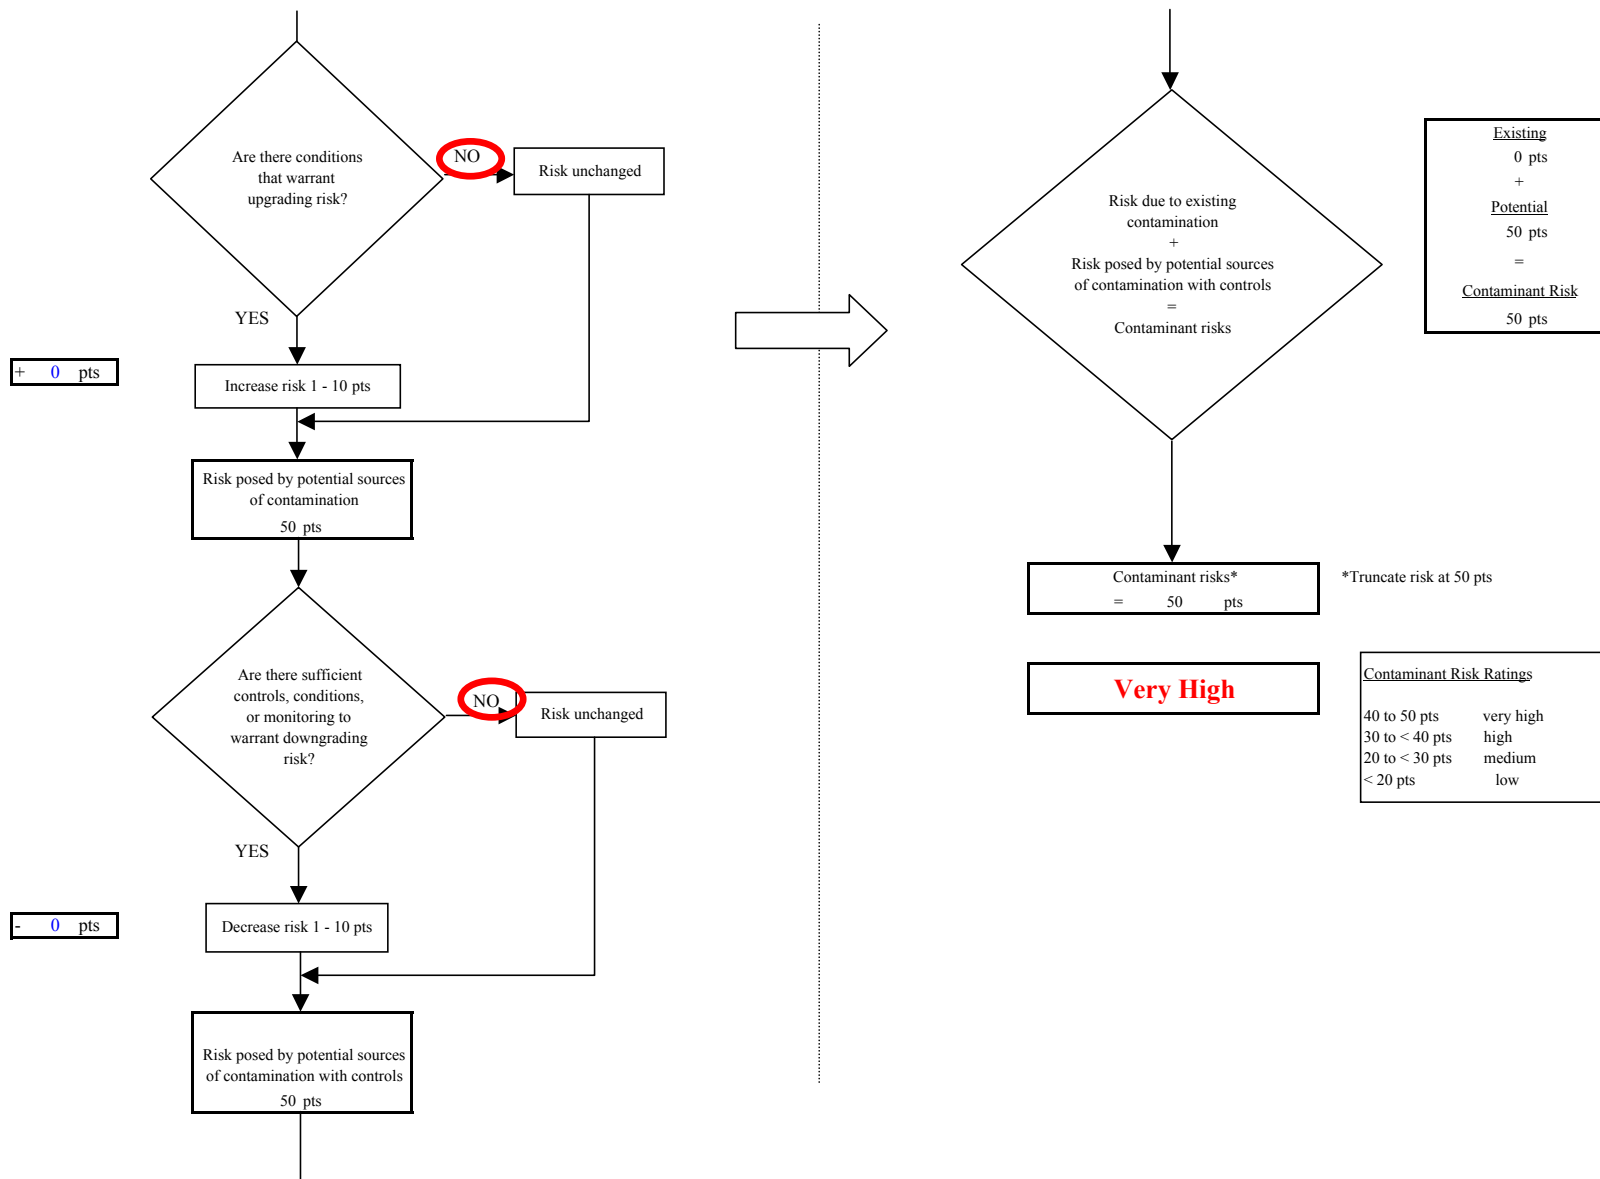 Are there conditions
that warrant
upgrading risk?
NO
Risk unchanged
YES
+ 0 pts
Increase risk 1 - 10 pts
Risk posed by potential sources
of contamination
50 pts
Are there sufficient
controls, conditions,
or monitoring to
warrant downgrading
risk?
NO
Risk unchanged
YES
- 0 pts
Decrease risk 1 - 10 pts
Risk posed by potential sources
of contamination with controls
50 pts
Risk due to existing
contamination
+
Risk posed by potential sources
of contamination with controls
=
Contaminant risks
Existing
0 pts
+
Potential
50 pts
=
Contaminant Risk
50 pts
Contaminant risks*
= 50 pts
*Truncate risk at 50 pts
Very High
Contaminant Risk Ratings
40 to 50 pts very high
30 to < 40 pts high
20 to < 30 pts medium
< 20 pts low